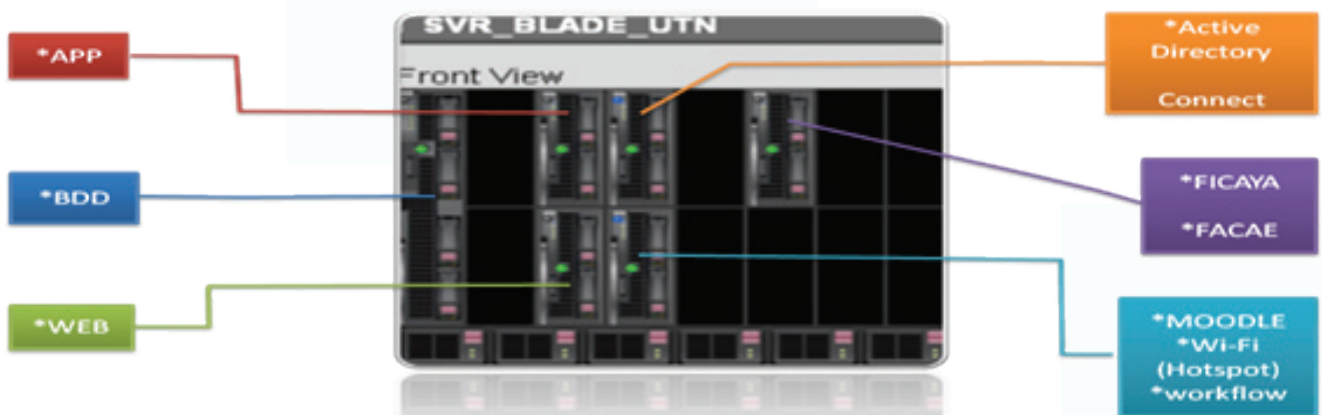 SVR_BLADE_UTN
Front View
*APP
*BDD
*WEB
*Active
Directory
Connect
*FICAYA
*FACAE
*MOODLE
*Wi-Fi
(Hotspot)
*workflow